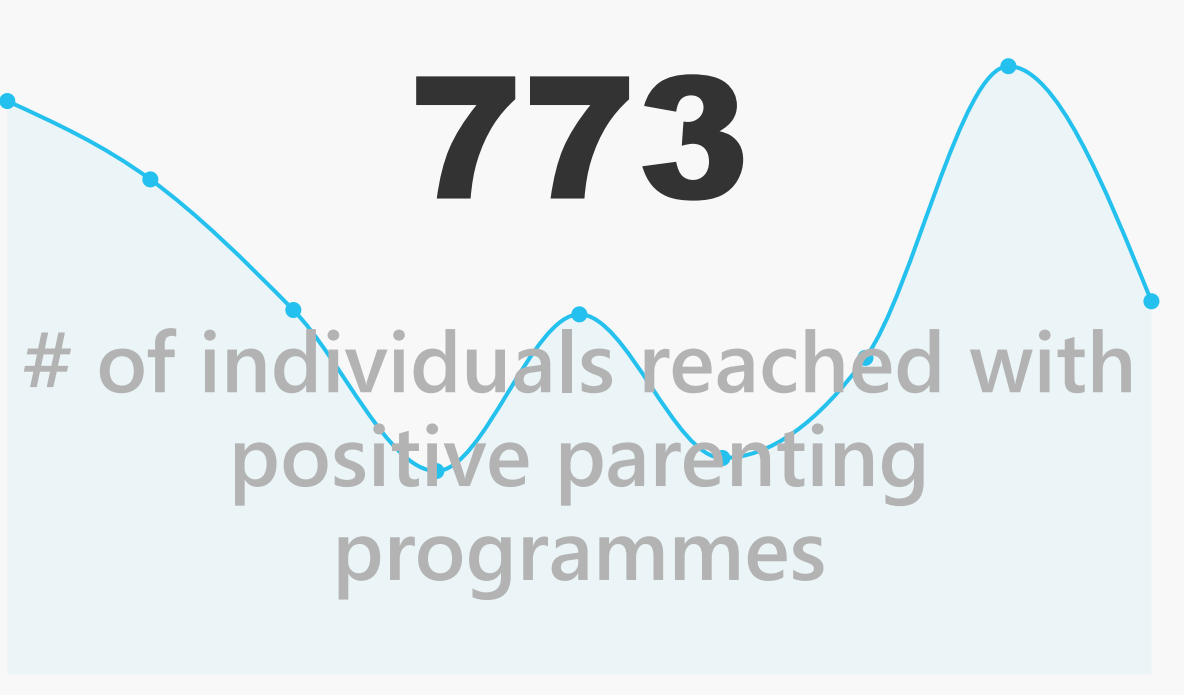 773
# of individuals reached with
positive parenting
programmes